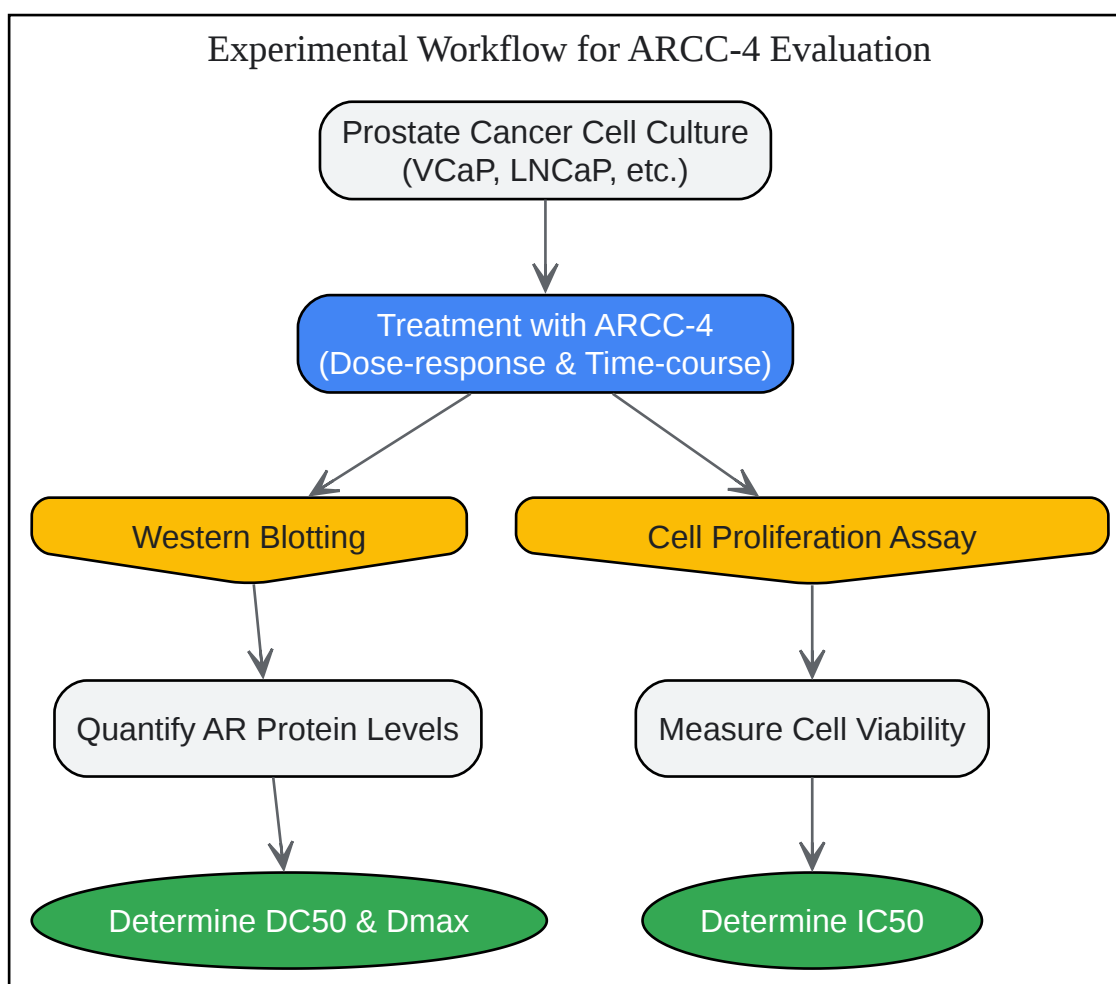 Experimental Workflow for ARCC-4 Evaluation
Prostate Cancer Cell Culture
(VCaP, LNCaP, etc.)
Treatment with ARCC-4
(Dose-response & Time-course)
Western Blotting
Cell Proliferation Assay
Quantify AR Protein Levels
Measure Cell Viability
Determine DC50 & Dmax
Determine IC50